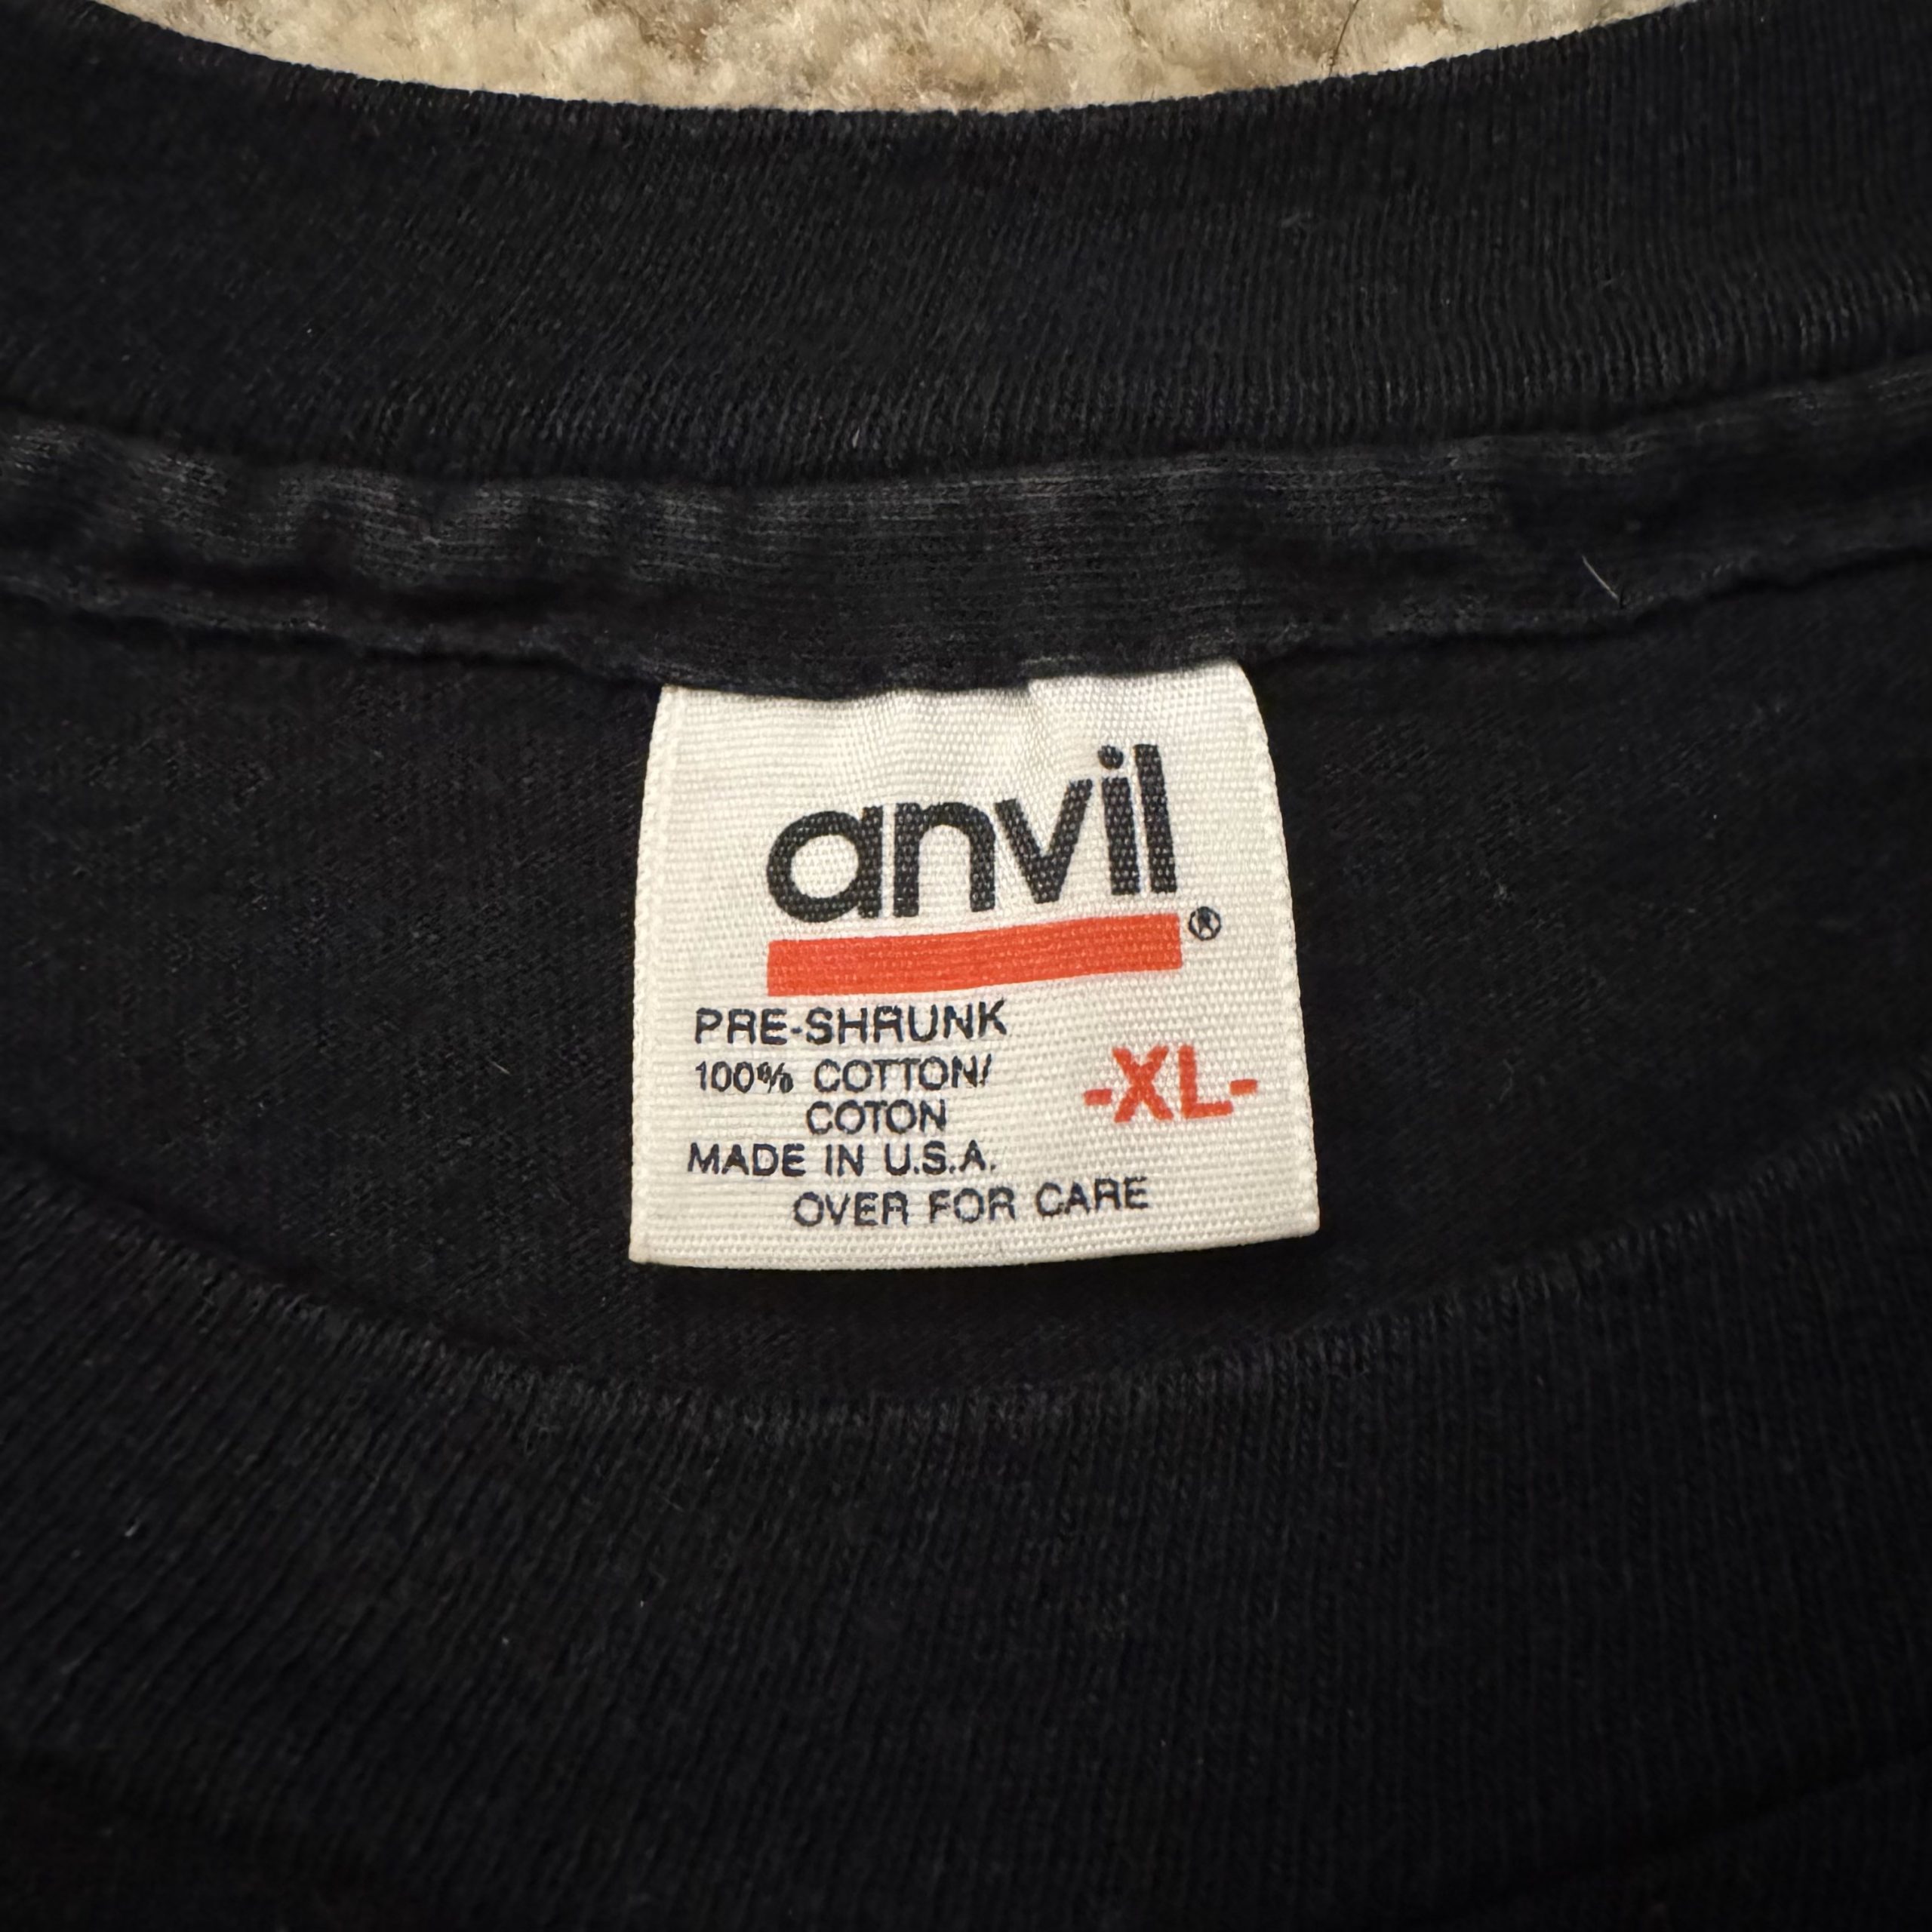 anvil®
PRE-SHRUNK
100% COTTON/
COTON
-XL-
MADE IN U.S.A.
OVER FOR CARE